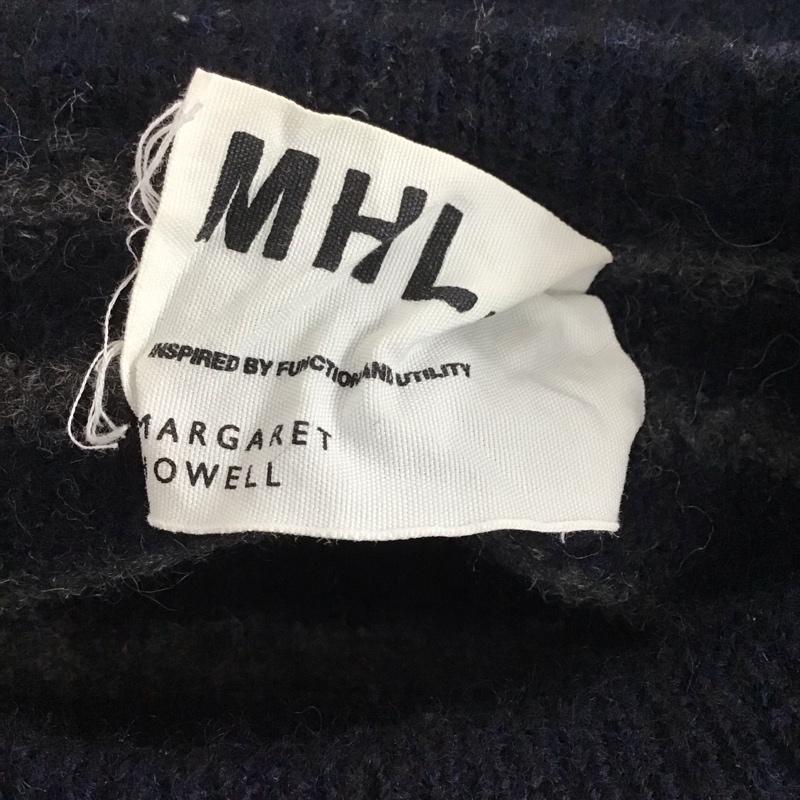 MHL.
INSPIRED BY FUNCTION AND UTILITY
MARGARET
HOWELL